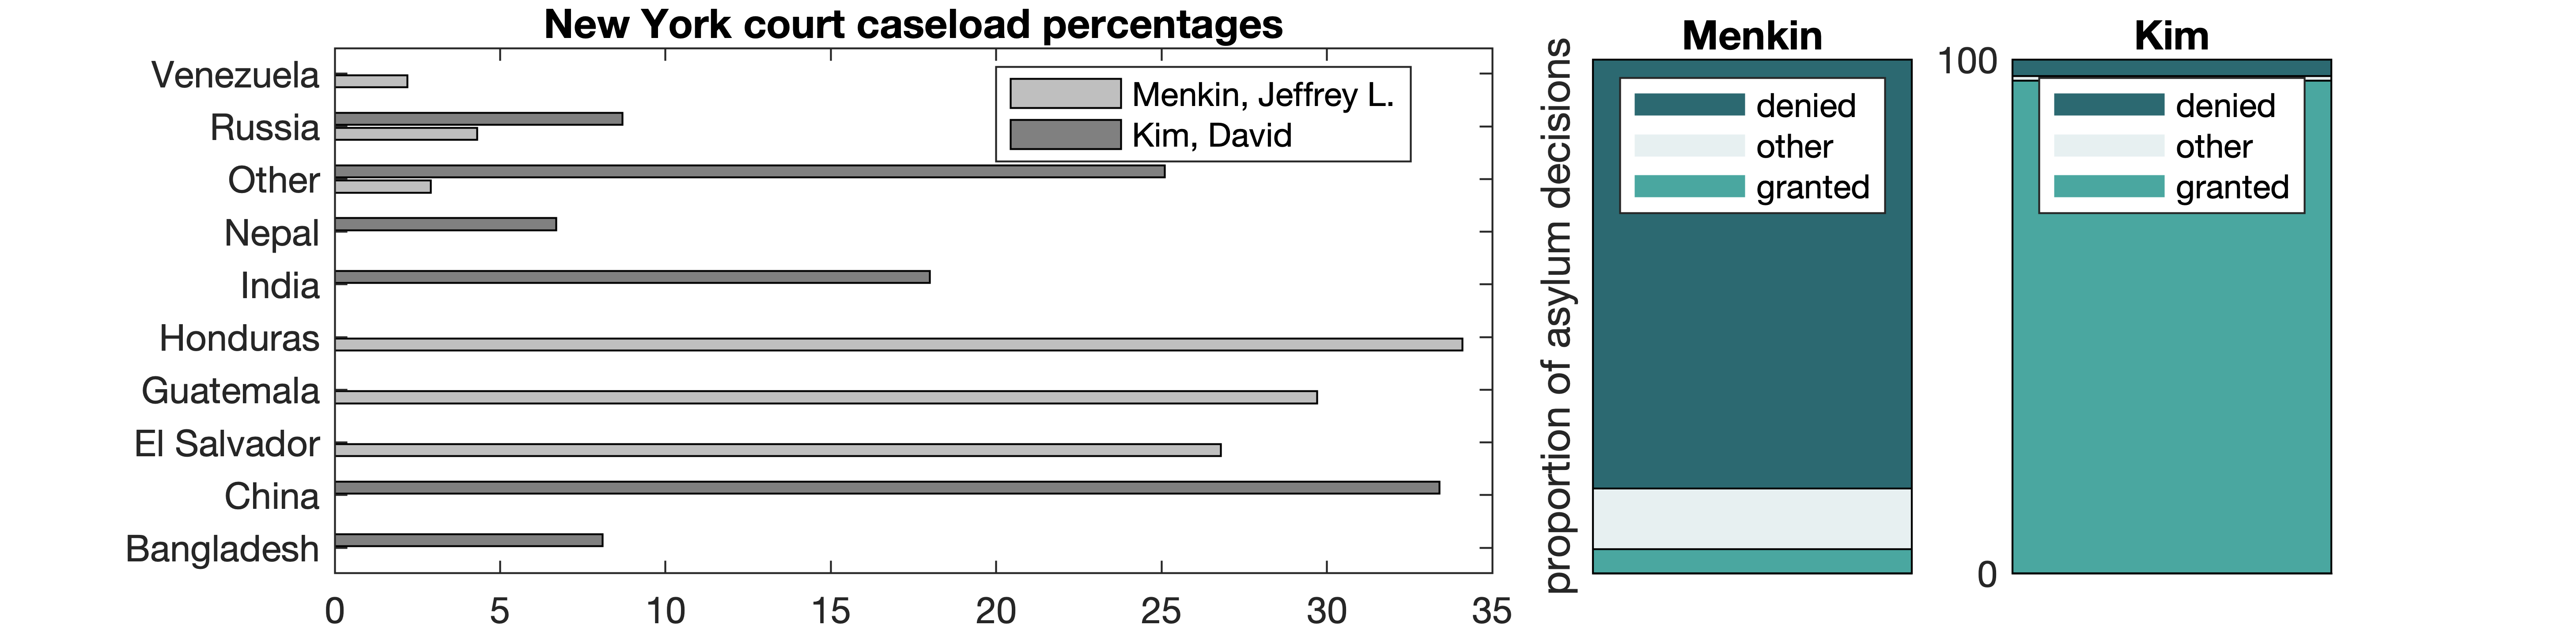 New York court caseload percentages
Venezuela
Russia
Other
Nepal
India
Honduras
Guatemala
El Salvador
China
Bangladesh
0 5 10 15 20 25 30 35
Menkin, Jeffrey L.
Kim, David
proportion of asylum decisions
Menkin
denied
other
granted
Kim
100
0
denied
other
granted